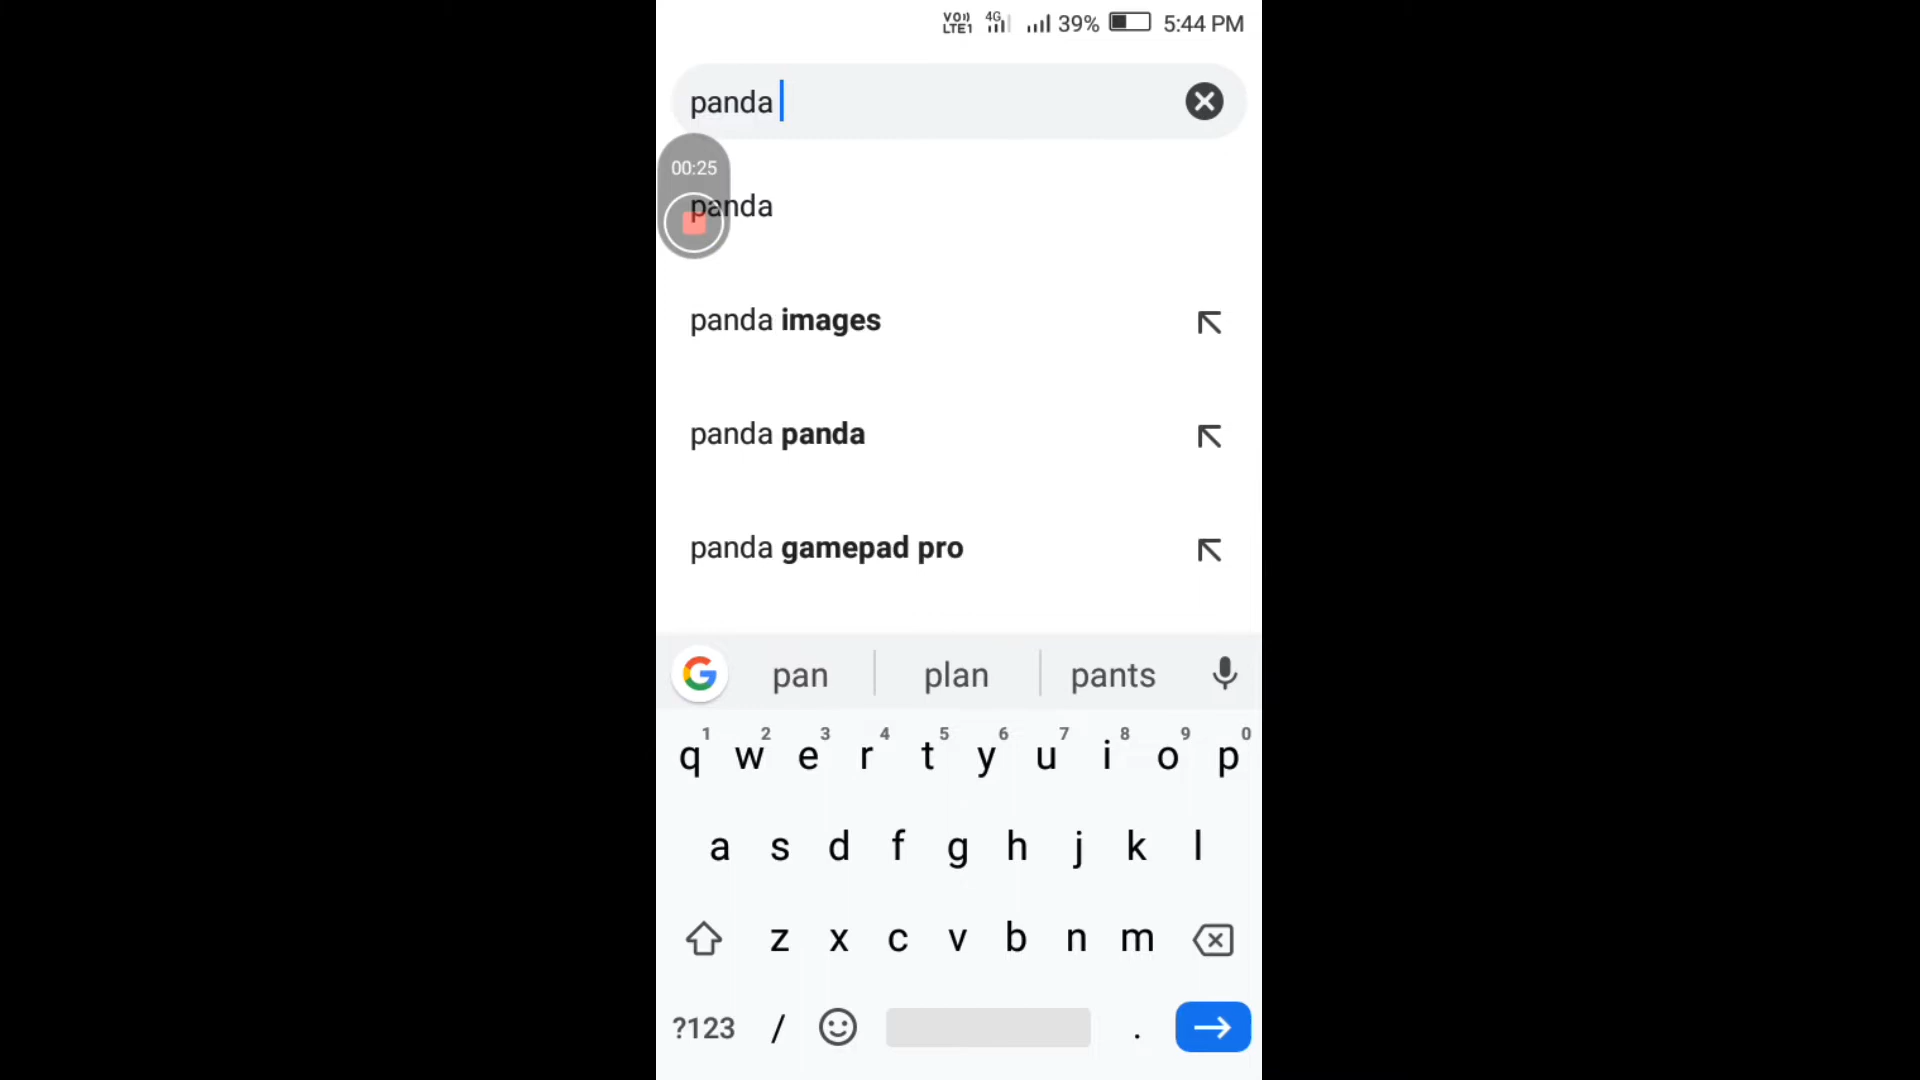 VO)) LTE1 4G 39% 5:44 PM
panda
00:25
panda
panda images
panda panda
panda gamepad pro
G pan plan pants
1 2 3 4 5 6 7 8 9 0
q w e r t y u i o p
a s d f g h j k l
z x c v b n m
?123 / .